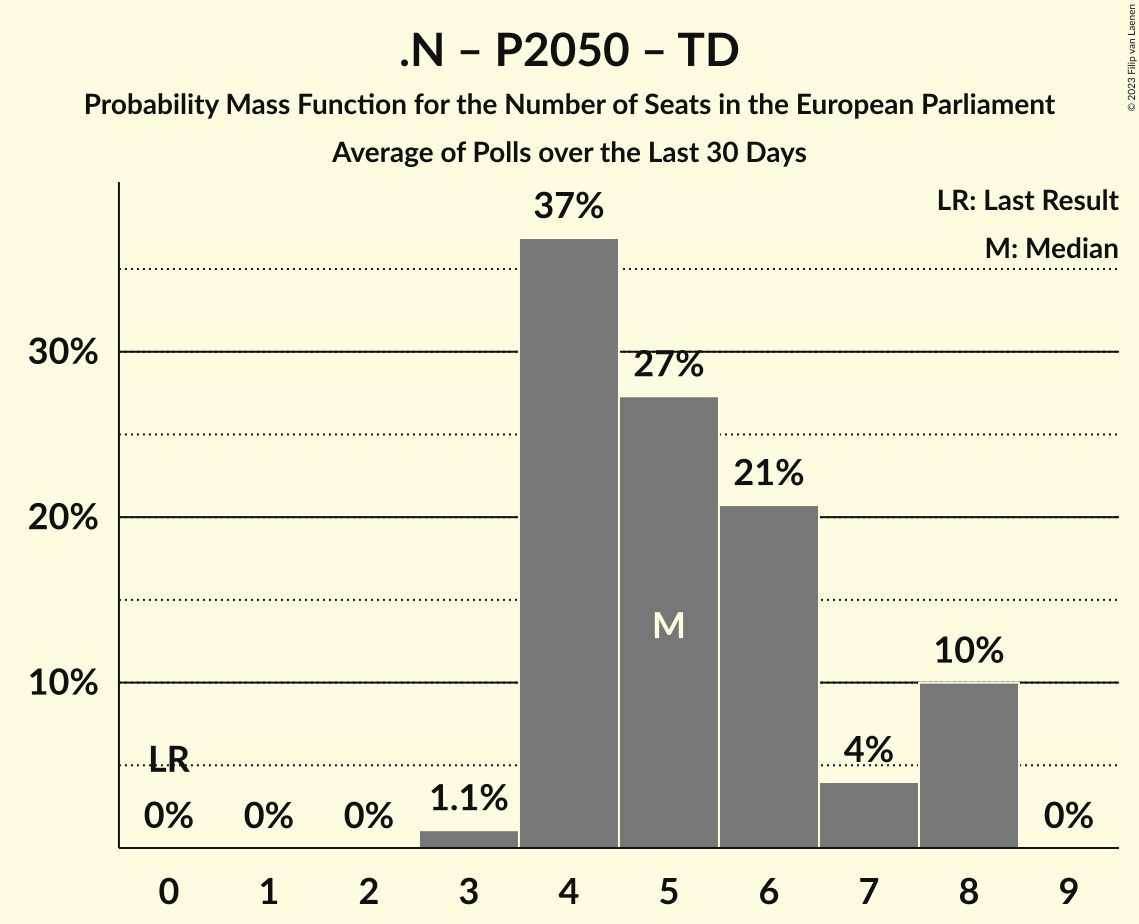 .N – P2050 – TD
Probability Mass Function for the Number of Seats in the European Parliament
Average of Polls over the Last 30 Days
© 2023 Filip van Laenen
LR: Last Result
M: Median
37%
30%
27%
21%
20%
M
10%
10%
LR
4%
1.1%
0%
0%
0%
0%
0
1
2
3
4
5
6
7
8
9